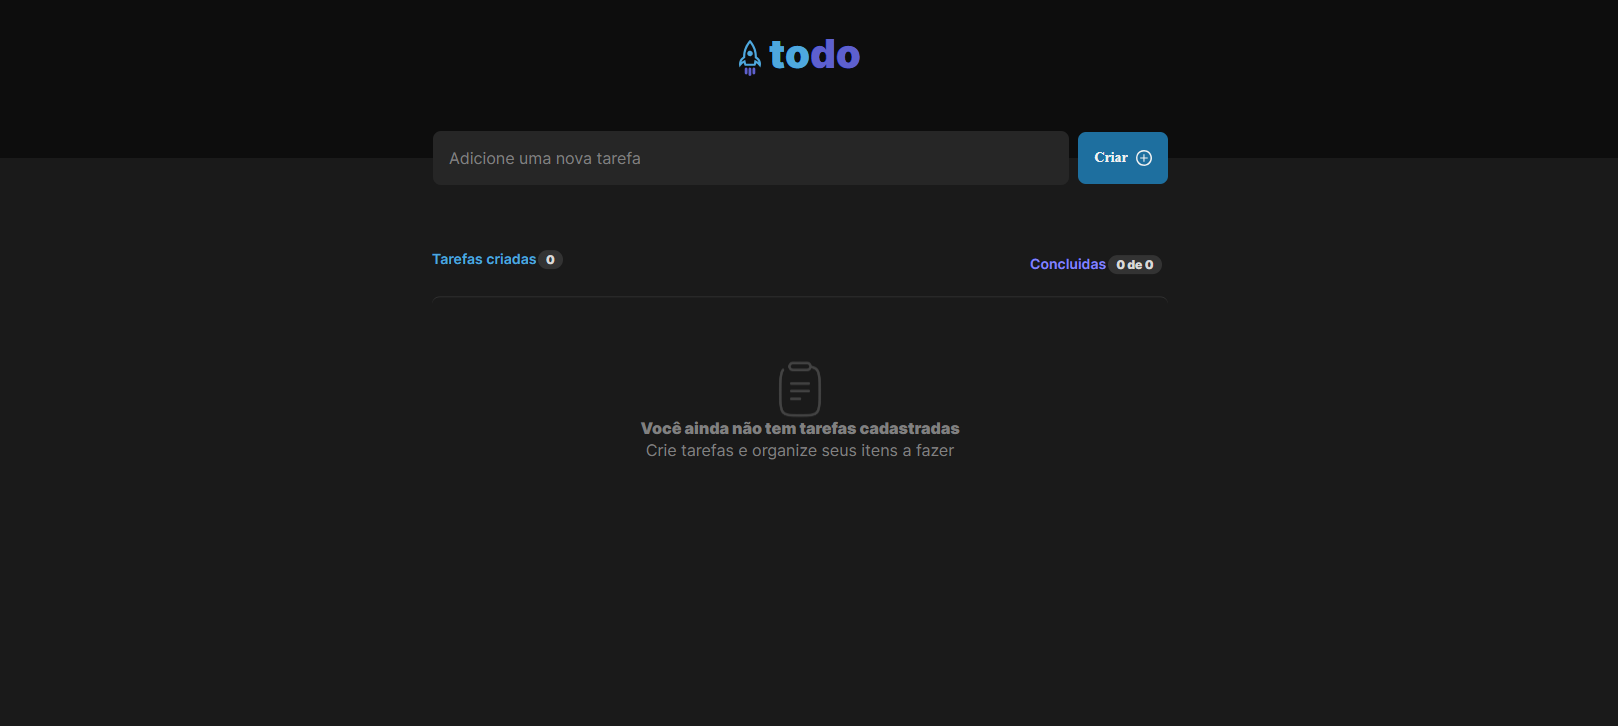 todo
Adicione uma nova tarefa
Criar
Tarefas criadas 0
Concluidas 0 de 0
Você ainda não tem tarefas cadastradas
Crie tarefas e organize seus itens a fazer